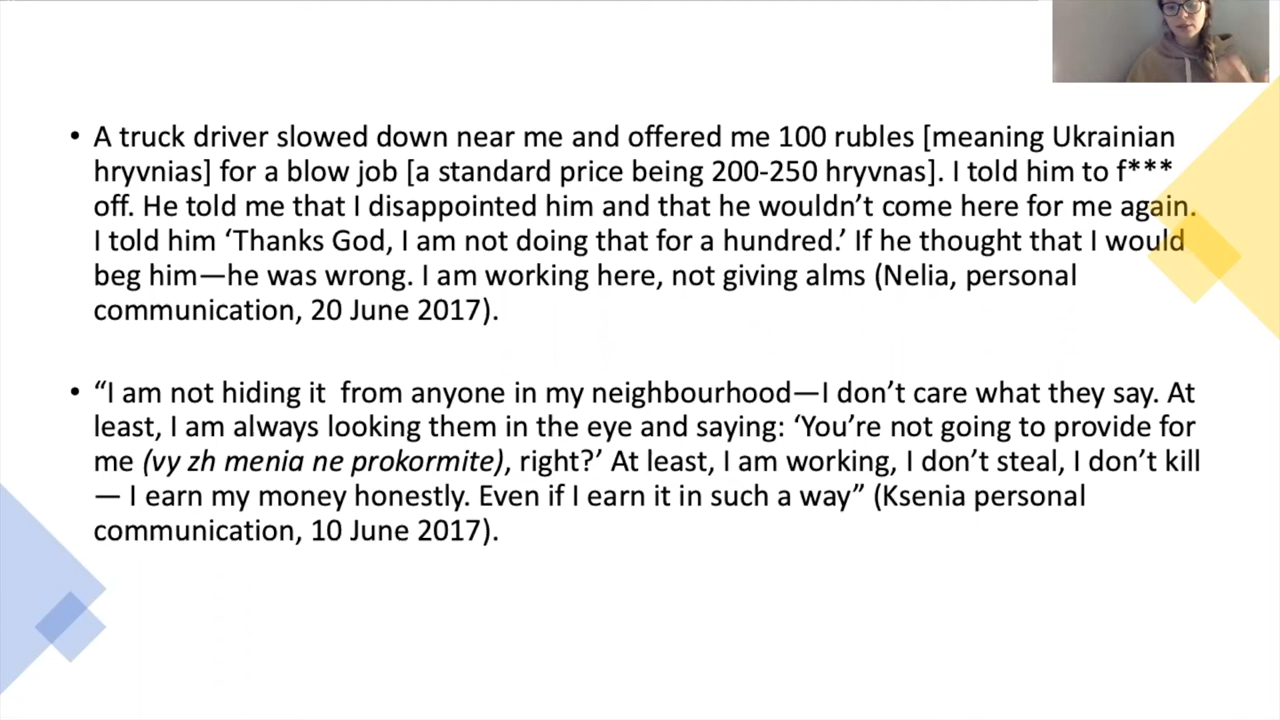 • A truck driver slowed down near me and offered me 100 rubles [meaning Ukrainian
hryvnias] for a blow job [a standard price being 200-250 hryvnas]. I told him to f***
off. He told me that I disappointed him and that he wouldn’t come here for me again.
I told him ‘Thanks God, I am not doing that for a hundred.’ If he thought that I would
beg him—he was wrong. I am working here, not giving alms (Nelia, personal
communication, 20 June 2017).
• “I am not hiding it  from anyone in my neighbourhood—I don’t care what they say. At
least, I am always looking them in the eye and saying: ‘You’re not going to provide for
me (vy zh menia ne prokormite), right?’ At least, I am working, I don’t steal, I don’t kill
— I earn my money honestly. Even if I earn it in such a way” (Ksenia personal
communication, 10 June 2017).